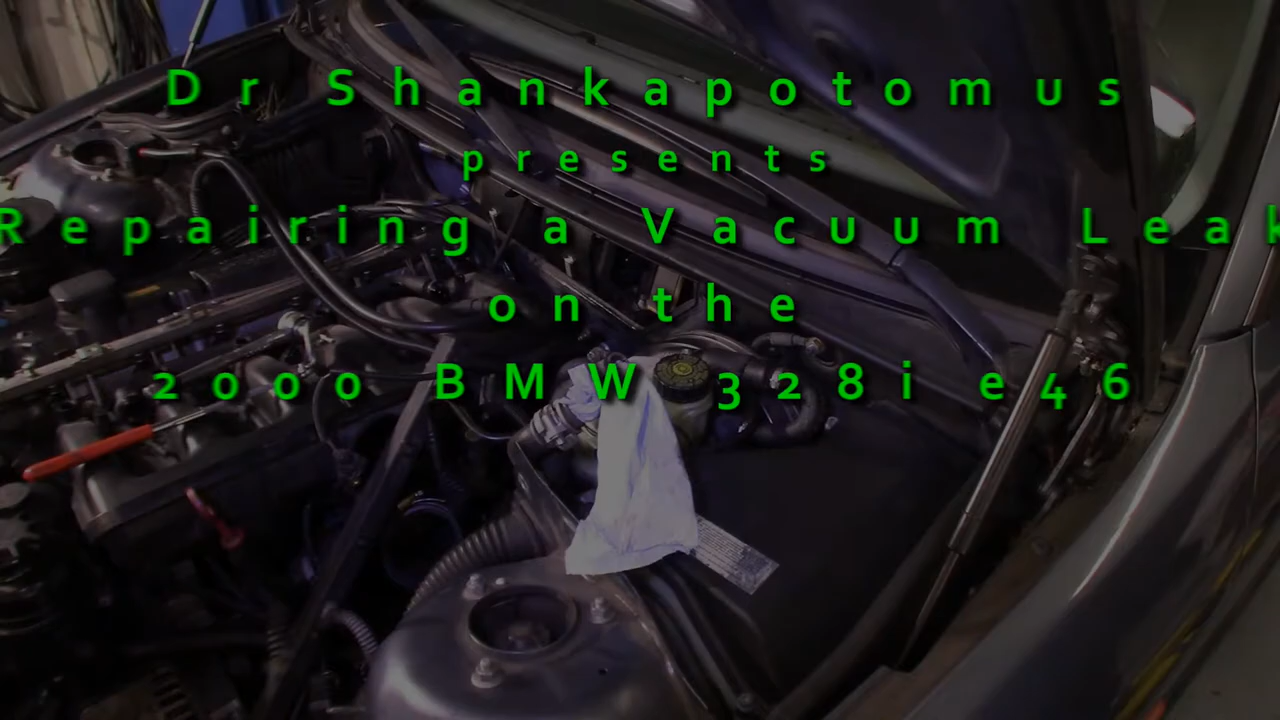 Dr Shankapotomus
presents
Repairing a Vacuum Leak
on the
2000 BMW 328i e46